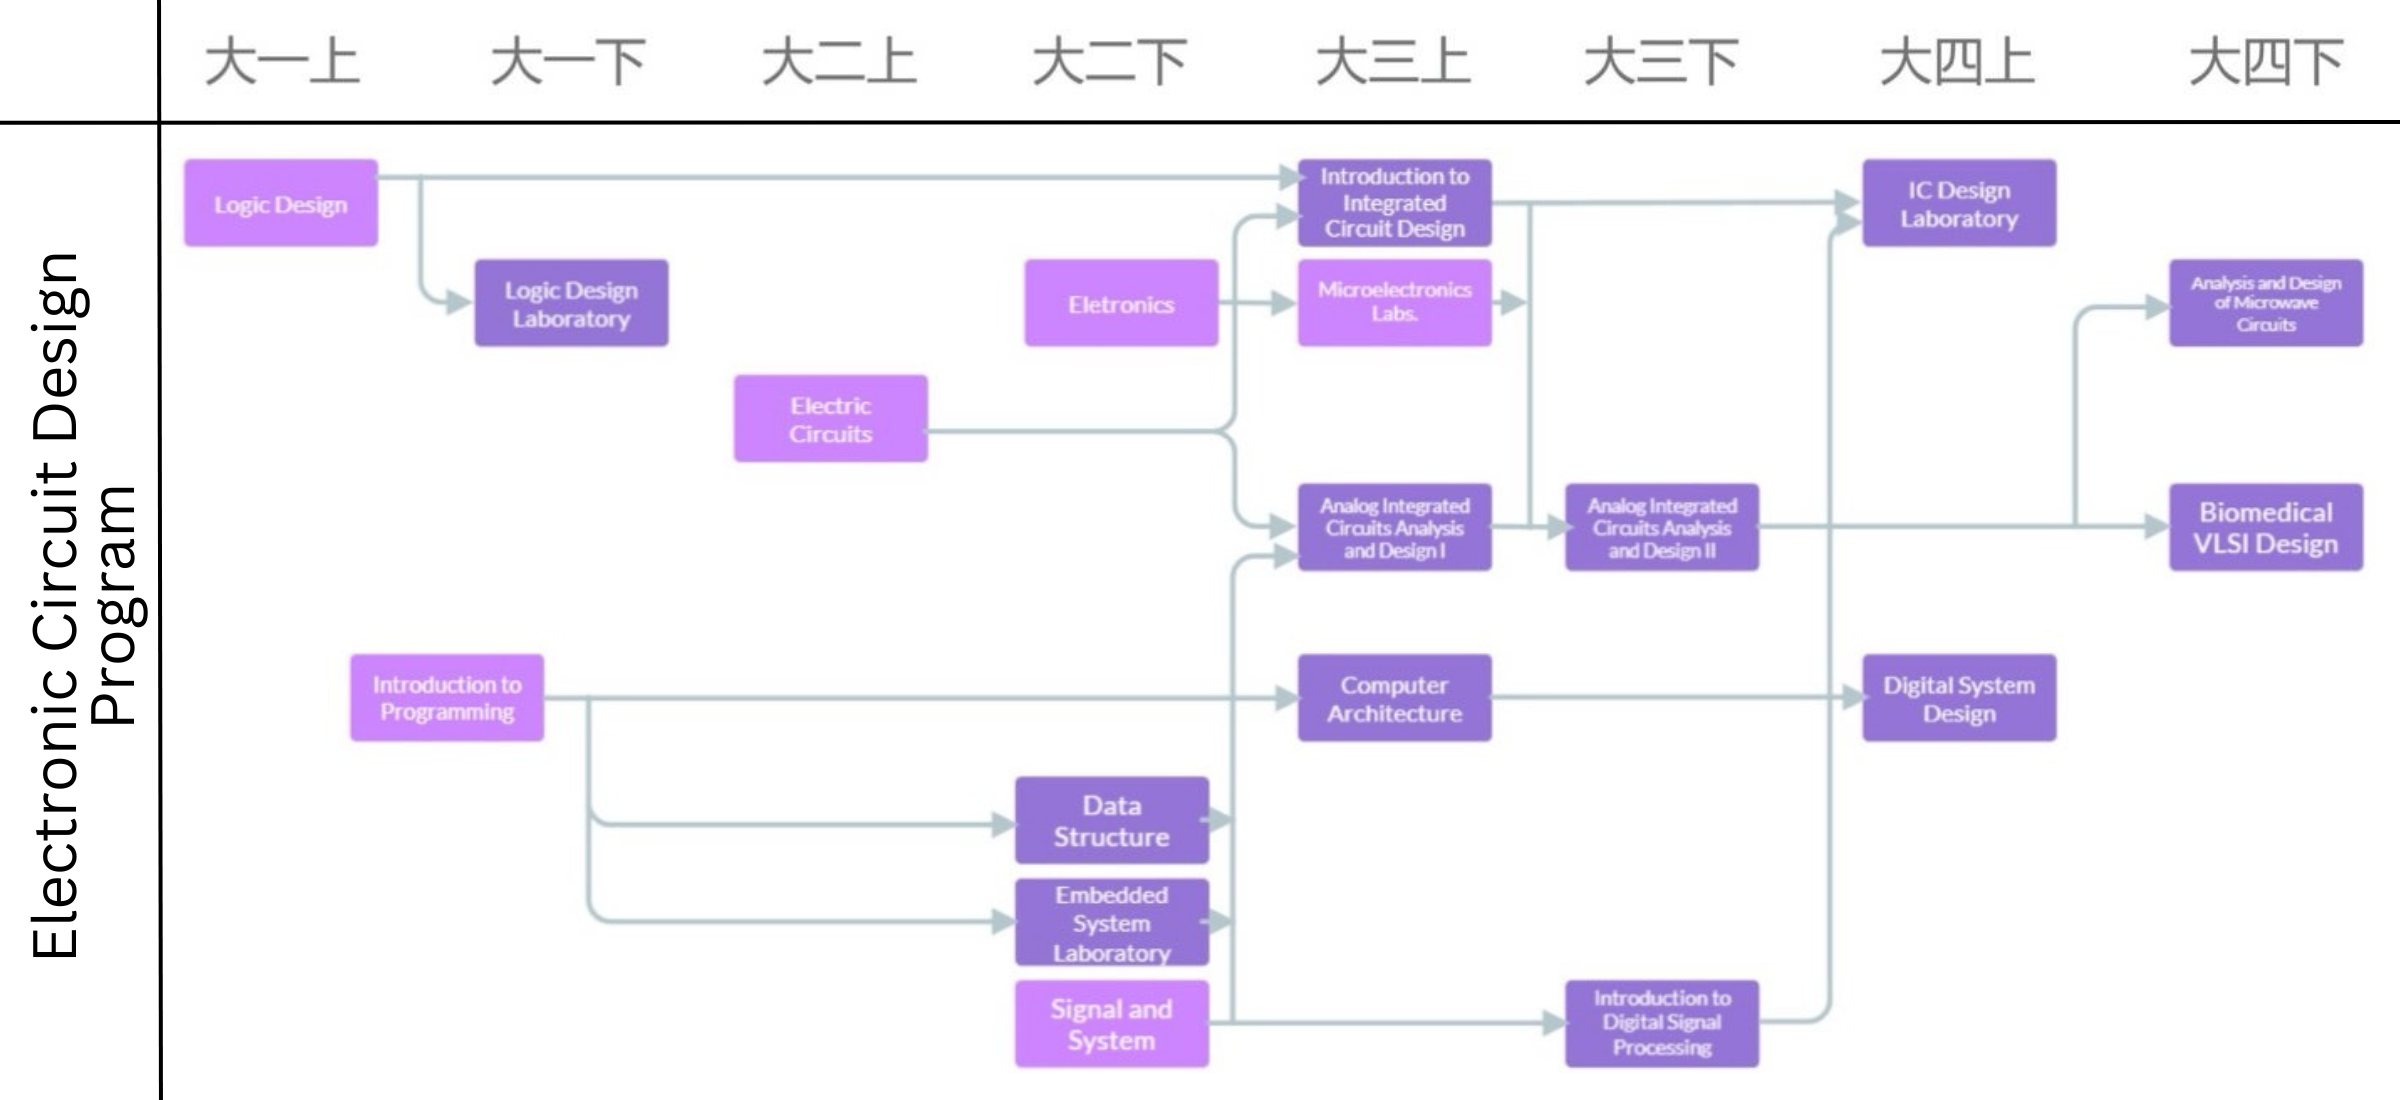 大一上
大一下
大二上
大二下
大三上
大三下
大四上
大四下
Electronic Circuit Design
Program
Logic Design
Introduction to
Integrated
Circuit Design
IC Design
Laboratory
Logic Design
Laboratory
Eletronics
Microelectronics
Labs.
Analysis and Design
of Microwave
Circuits
Electric
Circuits
Analog Integrated
Circuits Analysis
and Design I
Analog Integrated
Circuits Analysis
and Design II
Biomedical
VLSI Design
Introduction to
Programming
Computer
Architecture
Digital System
Design
Data
Structure
Embedded
System
Laboratory
Signal and
System
Introduction to
Digital Signal
Processing